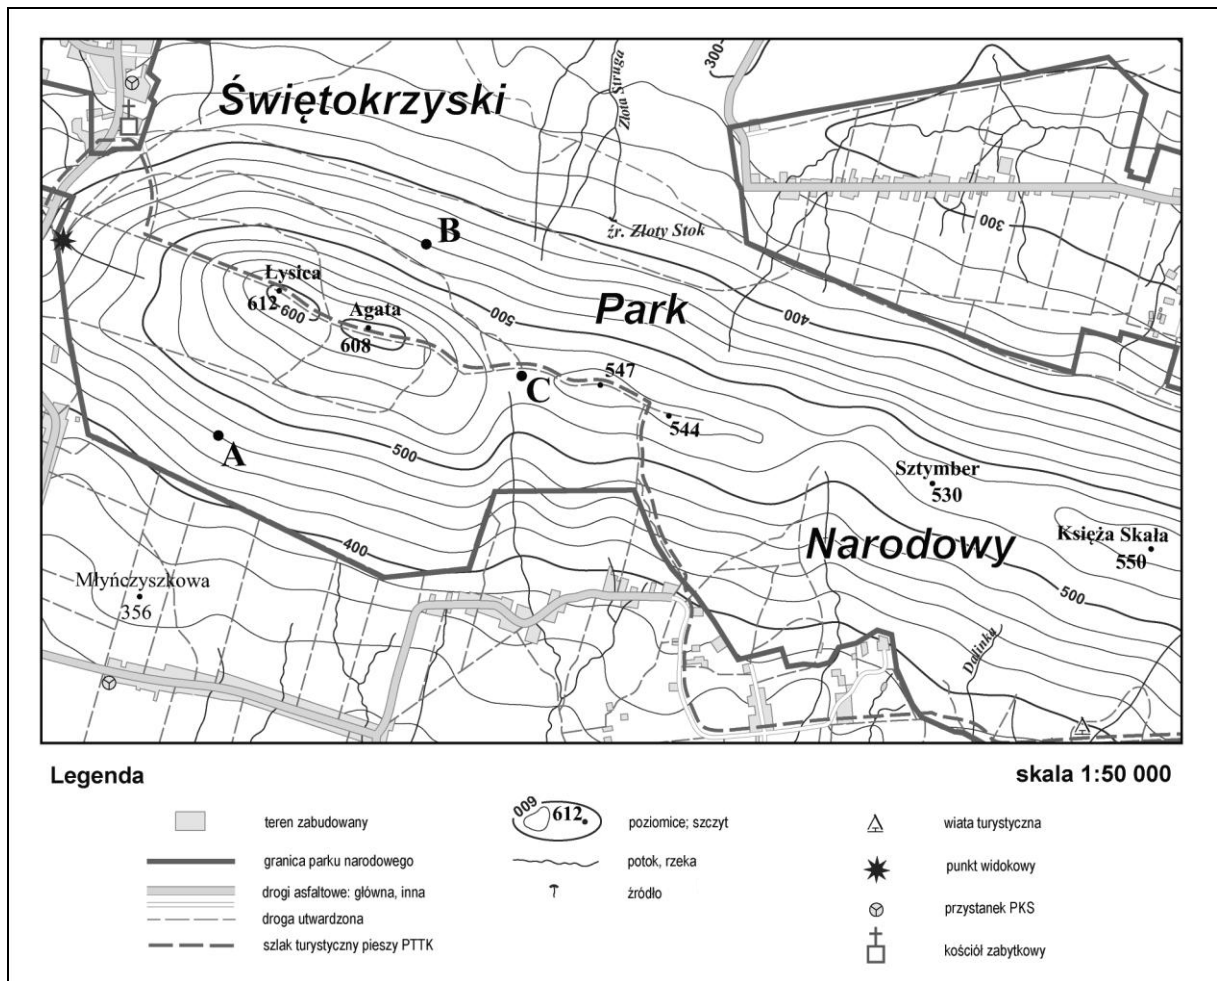 300
Świętokrzyski
Złota Struga
B
źr. Złoty Stok
300
Łysica
612
600
Agata
608
500
Park
400
547
C
544
A
500
Sztymber
530
Narodowy
Księża Skała
550
400
500
Młyńczyszkowa
356
Dalinka
Legenda
skala 1:50 000
teren zabudowany
600
612
poziomice; szczyt
wiata turystyczna
granica parku narodowego
potok, rzeka
punkt widokowy
drogi asfaltowe: główna, inna
źródło
przystanek PKS
droga utwardzona
szlak turystyczny pieszy PTTK
kościół zabytkowy